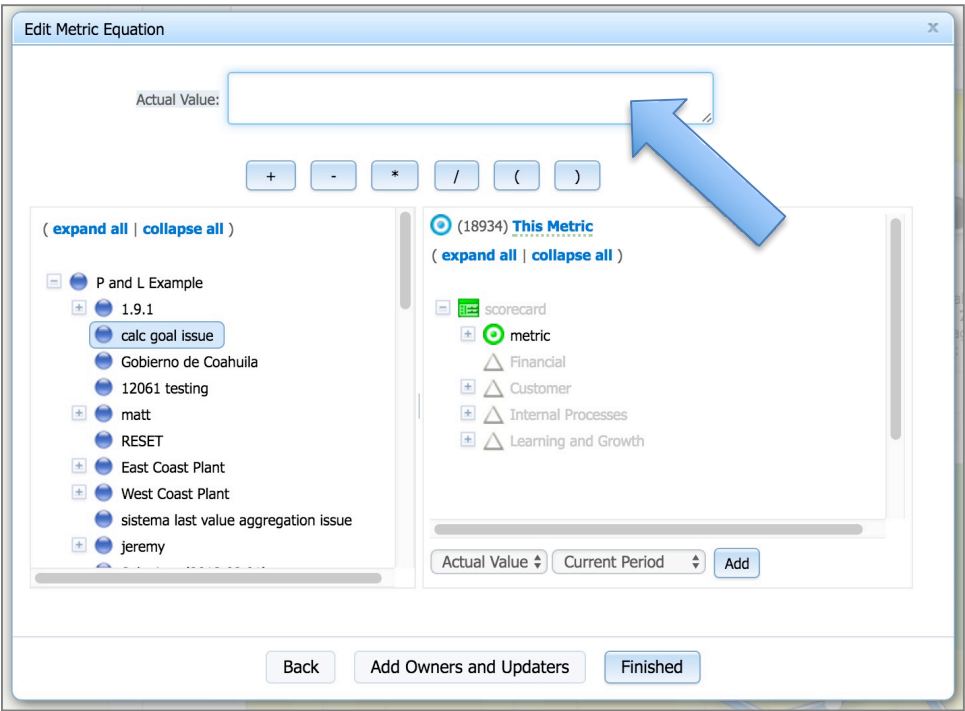 Edit Metric Equation x
Actual Value:
+ - * / ( )
( expand all | collapse all )
P and L Example
1.9.1
calc goal issue
Gobierno de Coahuila
12061 testing
matt
RESET
East Coast Plant
West Coast Plant
sistema last value aggregation issue
jeremy
(18934) This Metric
( expand all | collapse all )
scorecard
metric
Financial
Customer
Internal Processes
Learning and Growth
Actual Value Current Period Add
Back Add Owners and Updaters Finished